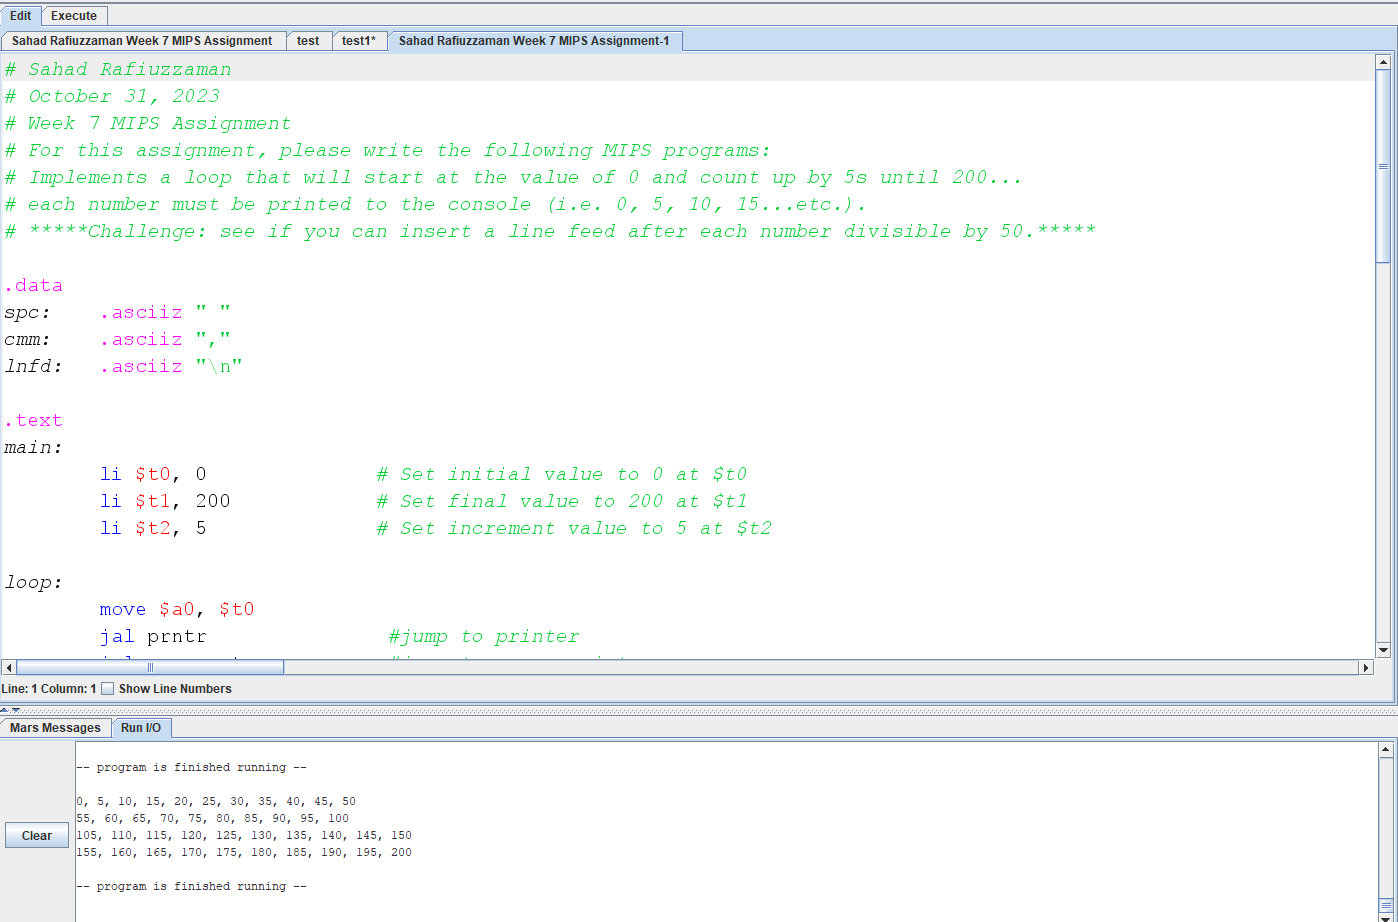 Edit Execute
Sahad Rafiuzzaman Week 7 MIPS Assignment test test1* Sahad Rafiuzzaman Week 7 MIPS Assignment-1
# Sahad Rafiuzzaman
# October 31, 2023
# Week 7 MIPS Assignment
# For this assignment, please write the following MIPS programs:
# Implements a loop that will start at the value of 0 and count up by 5s until 200...
# each number must be printed to the console (i.e. 0, 5, 10, 15...etc.).
# *****Challenge: see if you can insert a line feed after each number divisible by 50.*****
.data
spc: .asciiz " "
cmm: .asciiz ","
lnfd: .asciiz "\n"
.text
main:
li $t0, 0 # Set initial value to 0 at $t0
li $t1, 200 # Set final value to 200 at $t1
li $t2, 5 # Set increment value to 5 at $t2
loop:
move $a0, $t0
jal prntr #jump to printer
Line: 1 Column: 1 Show Line Numbers
Mars Messages Run I/O
-- program is finished running --
0, 5, 10, 15, 20, 25, 30, 35, 40, 45, 50
55, 60, 65, 70, 75, 80, 85, 90, 95, 100
Clear
105, 110, 115, 120, 125, 130, 135, 140, 145, 150
155, 160, 165, 170, 175, 180, 185, 190, 195, 200
-- program is finished running --